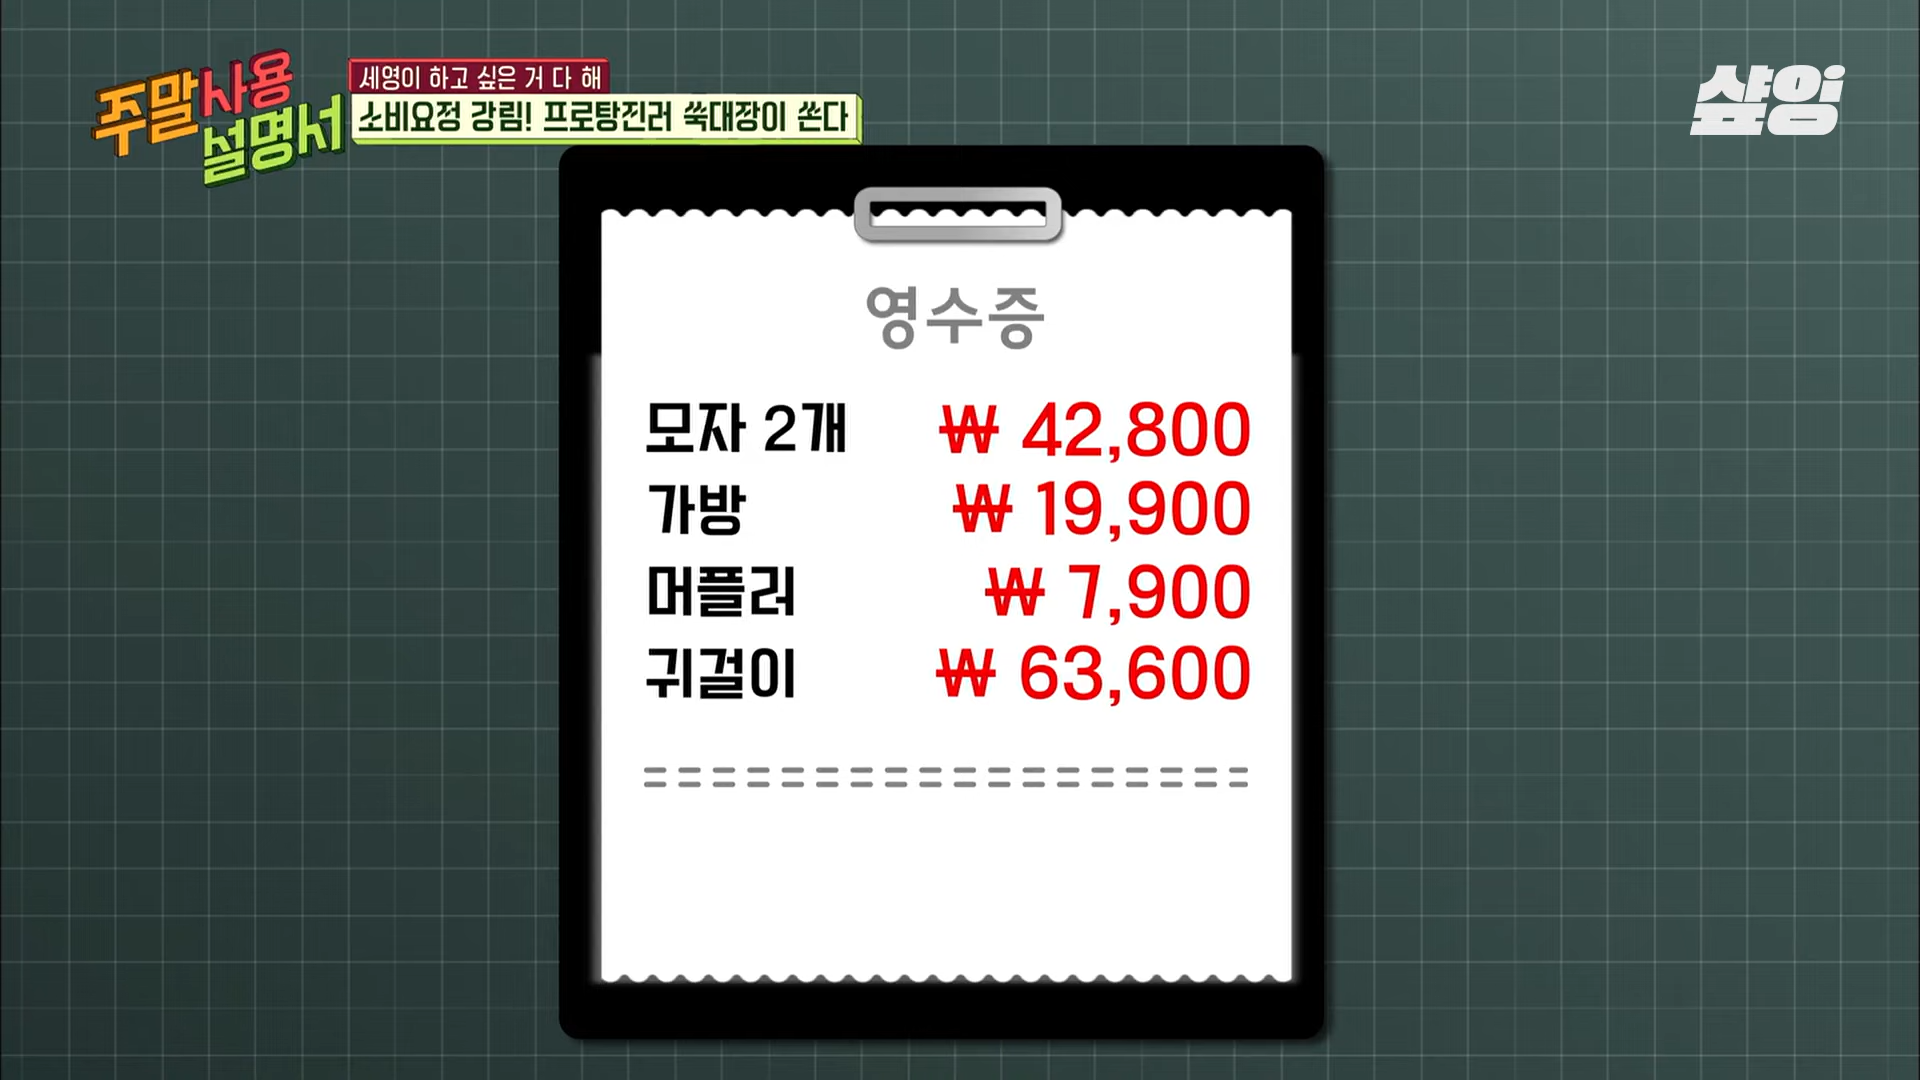 주말사용
설명서
세영이 하고 싶은 거 다 해
소비요정 강림! 프로탕진러 쑥대장이 쏜다
샾잉
영수증
모자 2개 ₩ 42,800
가방 ₩ 19,900
머플러 ₩ 7,900
귀걸이 ₩ 63,600